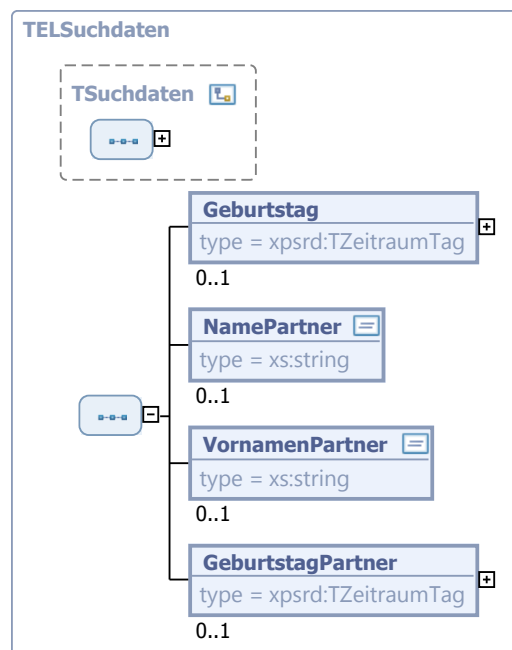 TELSuchdaten
TSuchdaten
Geburtstag
type = xpsrd:TZeitraumTag
0..1
NamePartner
type = xs:string
0..1
VornamenPartner
type = xs:string
0..1
GeburtstagPartner
type = xpsrd:TZeitraumTag
0..1